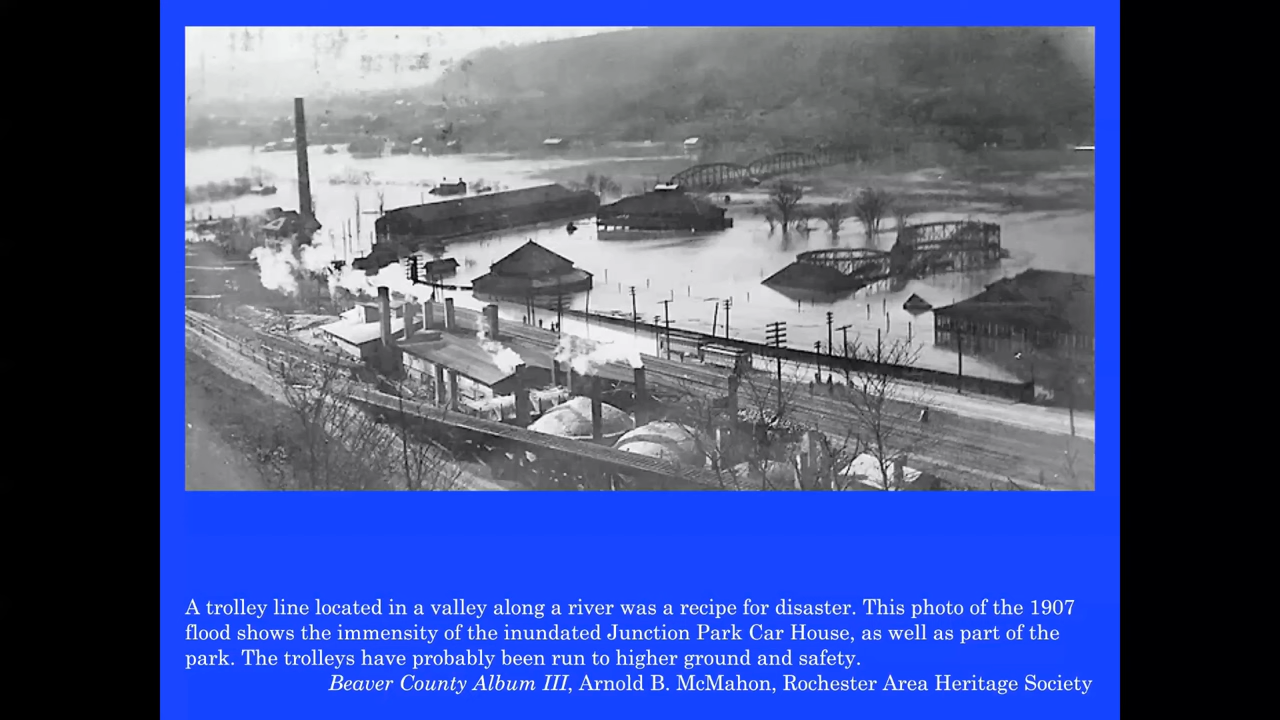 A trolley line located in a valley along a river was a recipe for disaster. This photo of the 1907
flood shows the immensity of the inundated Junction Park Car House, as well as part of the
park. The trolleys have probably been run to higher ground and safety.
Beaver County Album III, Arnold B. McMahon, Rochester Area Heritage Society